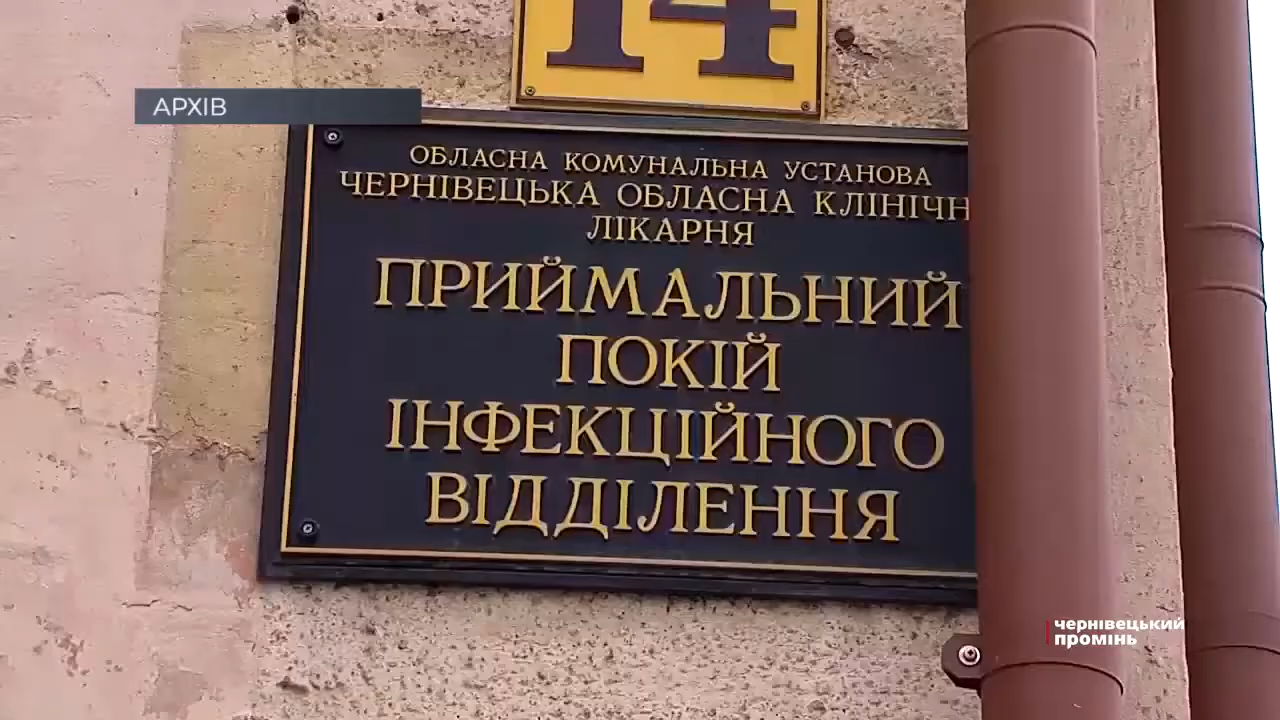 14
АРХІВ
ОБЛАСНА КОМУНАЛЬНА УСТАНОВА
ЧЕРНІВЕЦЬКА ОБЛАСНА КЛІНІЧН
ЛІКАРНЯ
ПРИЙМАЛЬНИЙ
ПОКІЙ
ІНФЕКЦІЙНОГО
ВІДДІЛЕННЯ
чернівецький
промінь